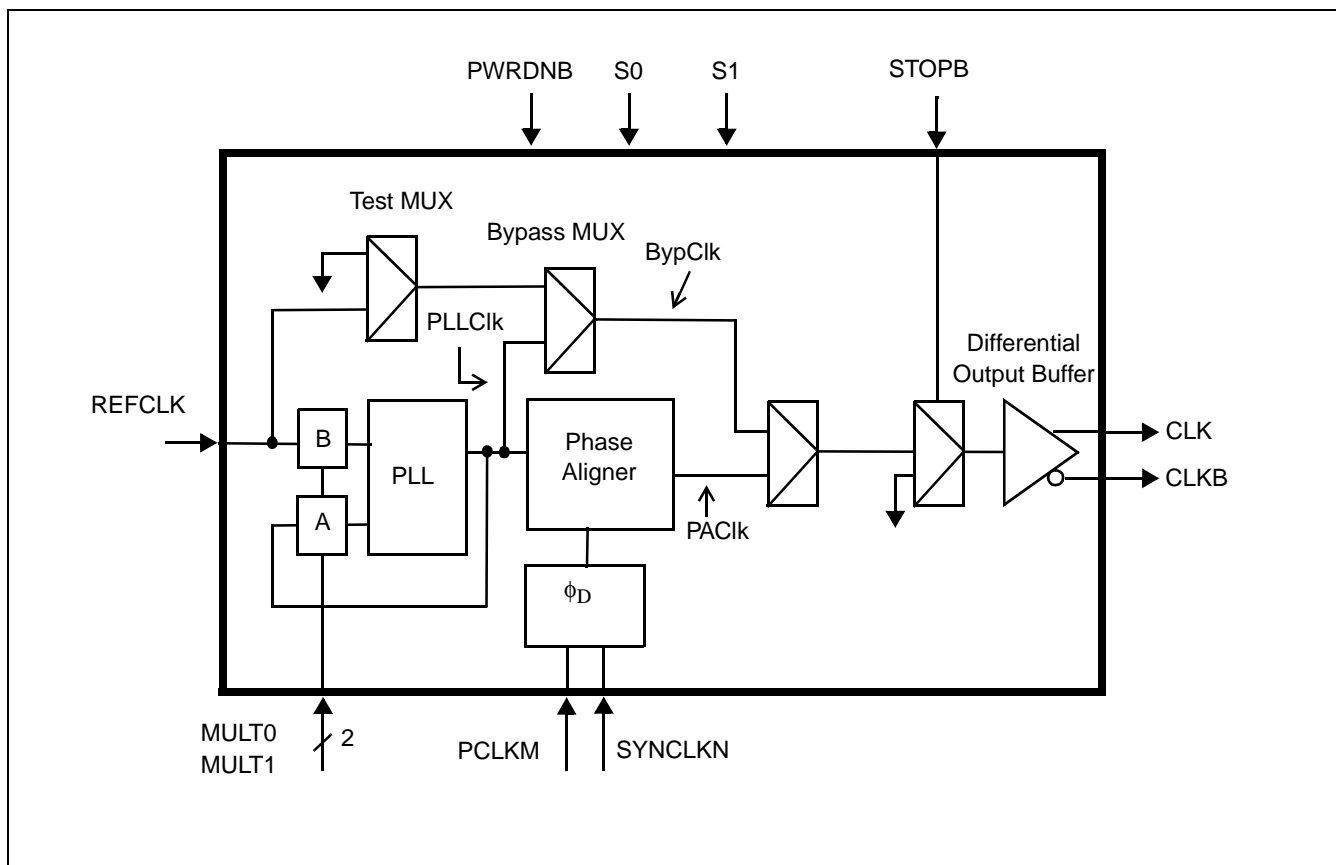 PWRDNB
S0
S1
STOPB
Test MUX
Bypass MUX
BypClk
PLLClk
Differential
Output Buffer
REFCLK
B
PLL
A
Phase
Aligner
PAClk
CLK
CLKB
ϕD
MULT0
MULT1
2
PCLKM
SYNCLKN